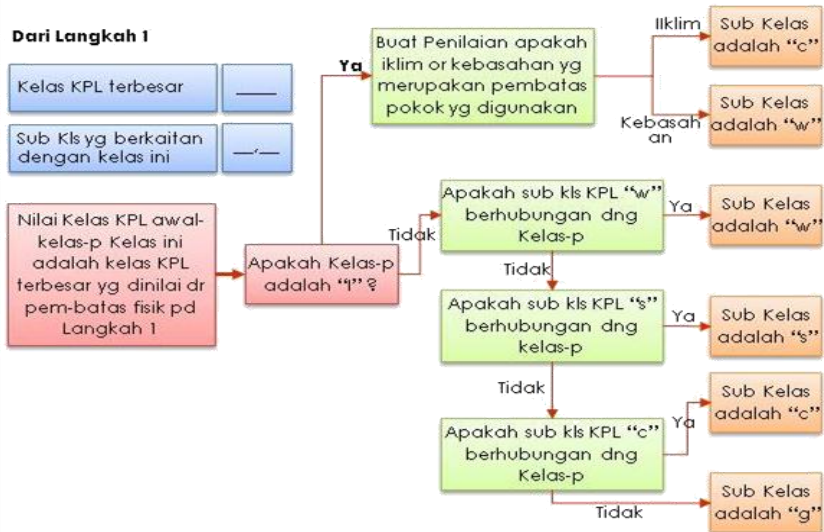 Dari Langkah 1
Kelas KPL terbesar
____
Sub Kls yg berkaitan
dengan kelas ini
__,__
Nilai Kelas KPL awal-
kelas-p Kelas ini
adalah kelas KPL
terbesar yg dinilai dr
pem-batas fisik pd
Langkah 1
Apakah Kelas-p
adalah “1” ?
Ya
Buat Penilaian apakah
iklim or kebasahan yg
merupakan pembatas
pokok yg digunakan
IIklim
Sub Kelas
adalah “c”
Kebasah
an
Sub Kelas
adalah “w”
Tidak
Apakah sub kls KPL “w”
berhubungan dng
Kelas-p
Ya
Sub Kelas
adalah “w”
Tidak
Apakah sub kls KPL “s”
berhubungan dng
kelas-p
Ya
Sub Kelas
adalah “s”
Tidak
Apakah sub kls KPL “c”
berhubungan dng
Kelas-p
Ya
Sub Kelas
adalah “c”
Tidak
Sub Kelas
adalah “g”